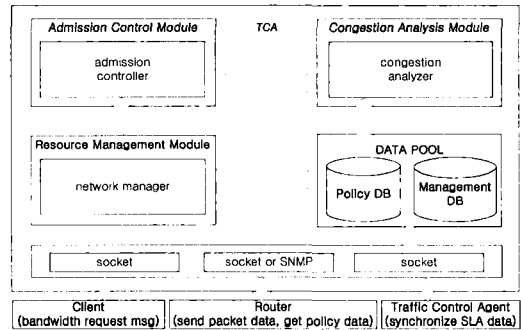 Admission Control Module
TCA
Congestion Analysis Module
admission
controller
congestion
analyzer
Resource Management Module
network manager
DATA POOL
Policy DB
Management
DB
socket
socket or SNMP
socket
Client
(bandwidth request msg)
Router
(send packet data, get policy data)
Traffic Control Agent
(synchronize SLA data)